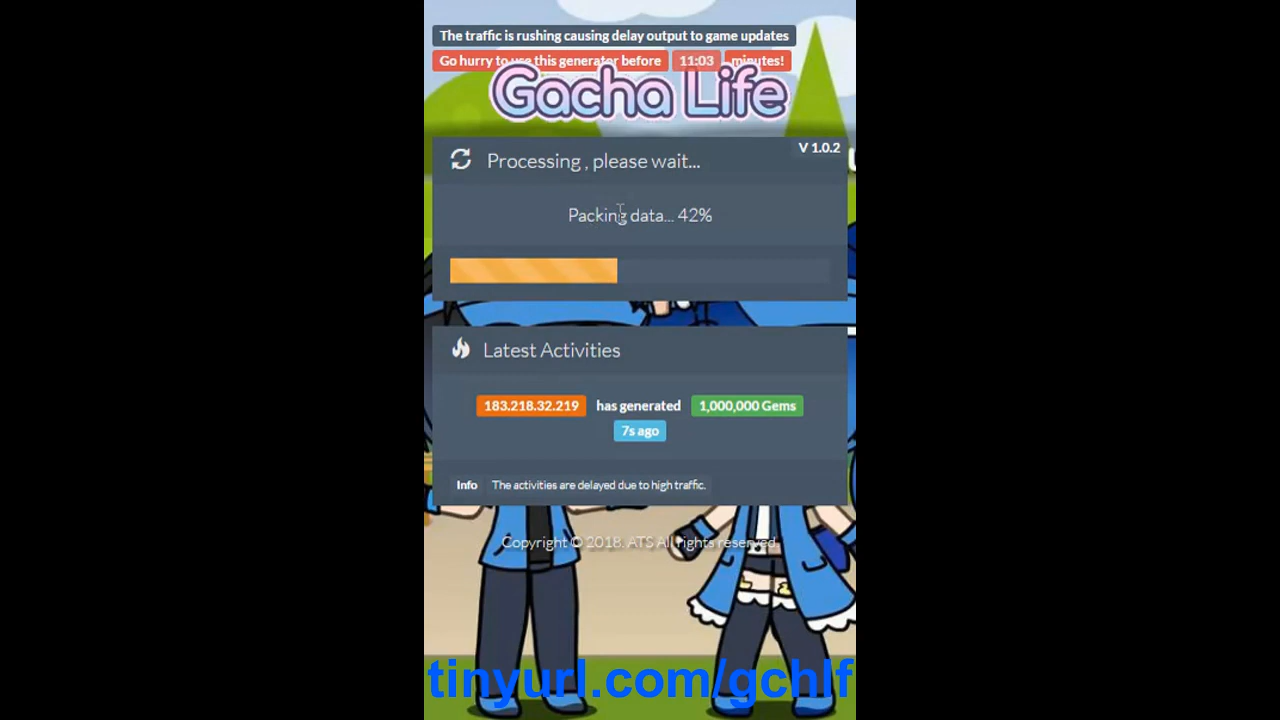 The traffic is rushing causing delay output to game updates
Go hurry to use this generator before 11:03 minutes!
Gacha Life
V 1.0.2
Processing , please wait...
Packing data... 42%
Latest Activities
183.218.32.219 has generated 1,000,000 Gems
7s ago
Info The activities are delayed due to high traffic.
Copyright © 2018. ATS All rights reserved
tinyurl.com/gchlf